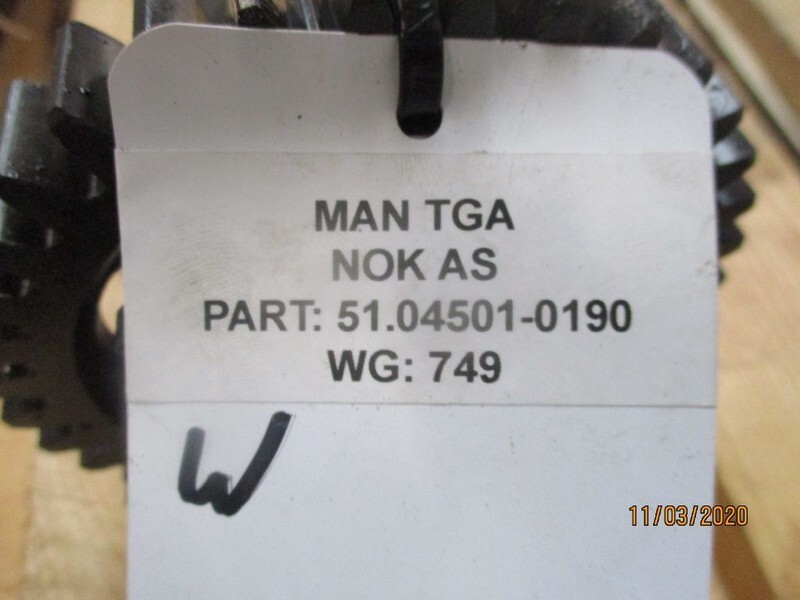 MAN TGA
NOK AS
PART: 51.04501-0190
WG: 749
W
11/03/2020